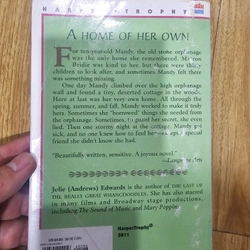 HARPER TROPHY
A HOME OF HER OWN
For ten-year-old Mandy, the old stone orphanage
was the only home she remembered. Matron
Bridie was kind to her, but there were thirty
children to look after, and sometimes Mandy felt there
was something missing.
One day, Mandy climbed over the high orphanage
wall and found a tiny, deserted cottage in the woods.
Here at last was her very own home. All through the
spring, summer, and fall, Mandy worked to make it truly
hers. Sometimes she "borrowed" things she needed from the
orphanage. Sometimes, to guard her secret, she even
lied. Then one stormy night at the cottage, Mandy got
sick, and no one knew how to find her—except a special
friend she didn't know she had.
"Beautifully written, sensitive. A joyous novel."
Julie (Andrews) Edwards is the author of THE LAST OF
THE REALLY GREAT WHANGDOODLES. She has also starred
in many films and Broadway stage productions,
including The Sound of Music and Mary Poppins.
HarperTrophy®